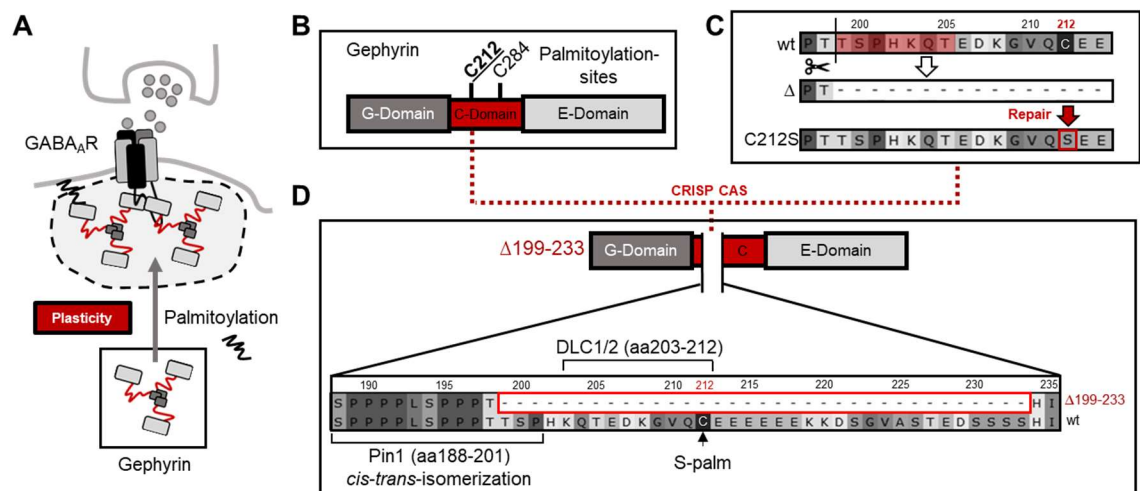 A
GABA_AR
Plasticity
Palmitoylation
Gephyrin
B
Gephyrin
C212
C284
Palmitoylation-
sites
G-Domain
C-Domain
E-Domain
C
200 205 210 212
wt P T T S P H K Q T E D K G V Q C E E
Δ P T - - - - - - - - - - - - - - - -
Repair
C212S P T T S P H K Q T E D K G V Q S E E
CRISP CAS
D
Δ199-233
G-Domain
C
E-Domain
DLC1/2 (aa203-212)
190 195 200 205 210 212 215 220 225 230 235
S P P P P L S P P P T - - - - - - - - - - - - - - - - - - - - - - - - - - - - - - - - - - - H I Δ199-233
S P P P P L S P P P T T S P H K Q T E D K G V Q C E E E E E E K K D S G V A S T E D S S S S H I wt
Pin1 (aa188-201)
cis-trans-isomerization
S-palm